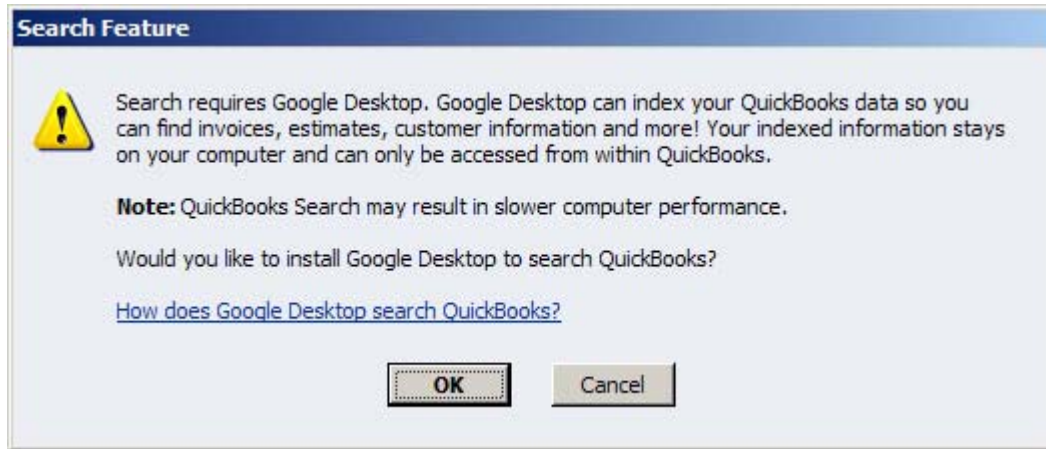 Search Feature
Search requires Google Desktop. Google Desktop can index your QuickBooks data so you
can find invoices, estimates, customer information and more! Your indexed information stays
on your computer and can only be accessed from within QuickBooks.
Note: QuickBooks Search may result in slower computer performance.
Would you like to install Google Desktop to search QuickBooks?
How does Google Desktop search QuickBooks?
OK Cancel